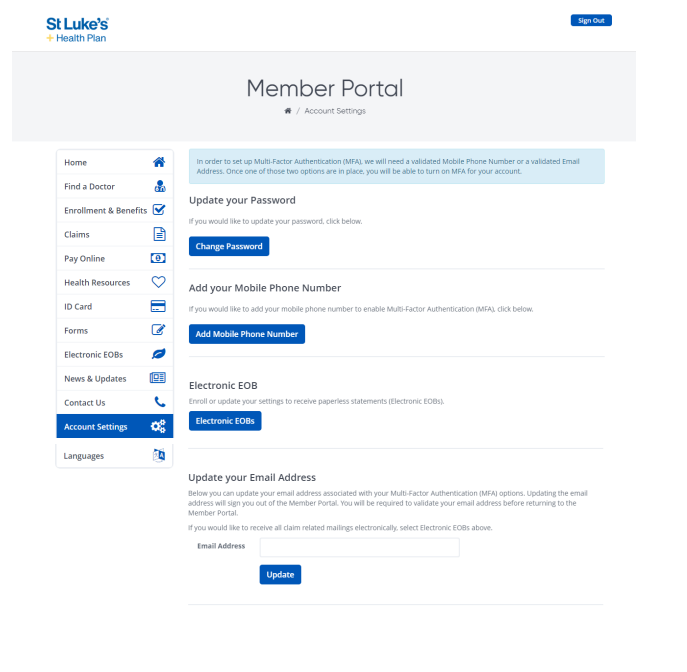 St Luke's
Health Plan
Sign Out
Member Portal
/ Account Settings
Home
Find a Doctor
Enrollment & Benefits
Claims
Pay Online
Health Resources
ID Card
Forms
Electronic EOBs
News & Updates
Contact Us
Account Settings
Languages
In order to set up Multi-Factor Authentication (MFA), we will need a validated Mobile Phone Number or a validated Email
Address. Once one of those two options are in place, you will be able to turn on MFA for your account.
Update your Password
If you would like to update your password, click below.
Change Password
Add your Mobile Phone Number
If you would like to add your mobile phone number to enable Multi-Factor Authentication (MFA), click below.
Add Mobile Phone Number
Electronic EOB
Enroll or update your settings to receive paperless statements (Electronic EOBs).
Electronic EOBs
Update your Email Address
Below you can update your email address associated with your Multi-Factor Authentication (MFA) options. Updating the email
address will sign you out of the Member Portal. You will be required to validate your email address before returning to the
Member Portal.
If you would like to receive all claim related mailings electronically, select Electronic EOBs above.
Email Address
Update